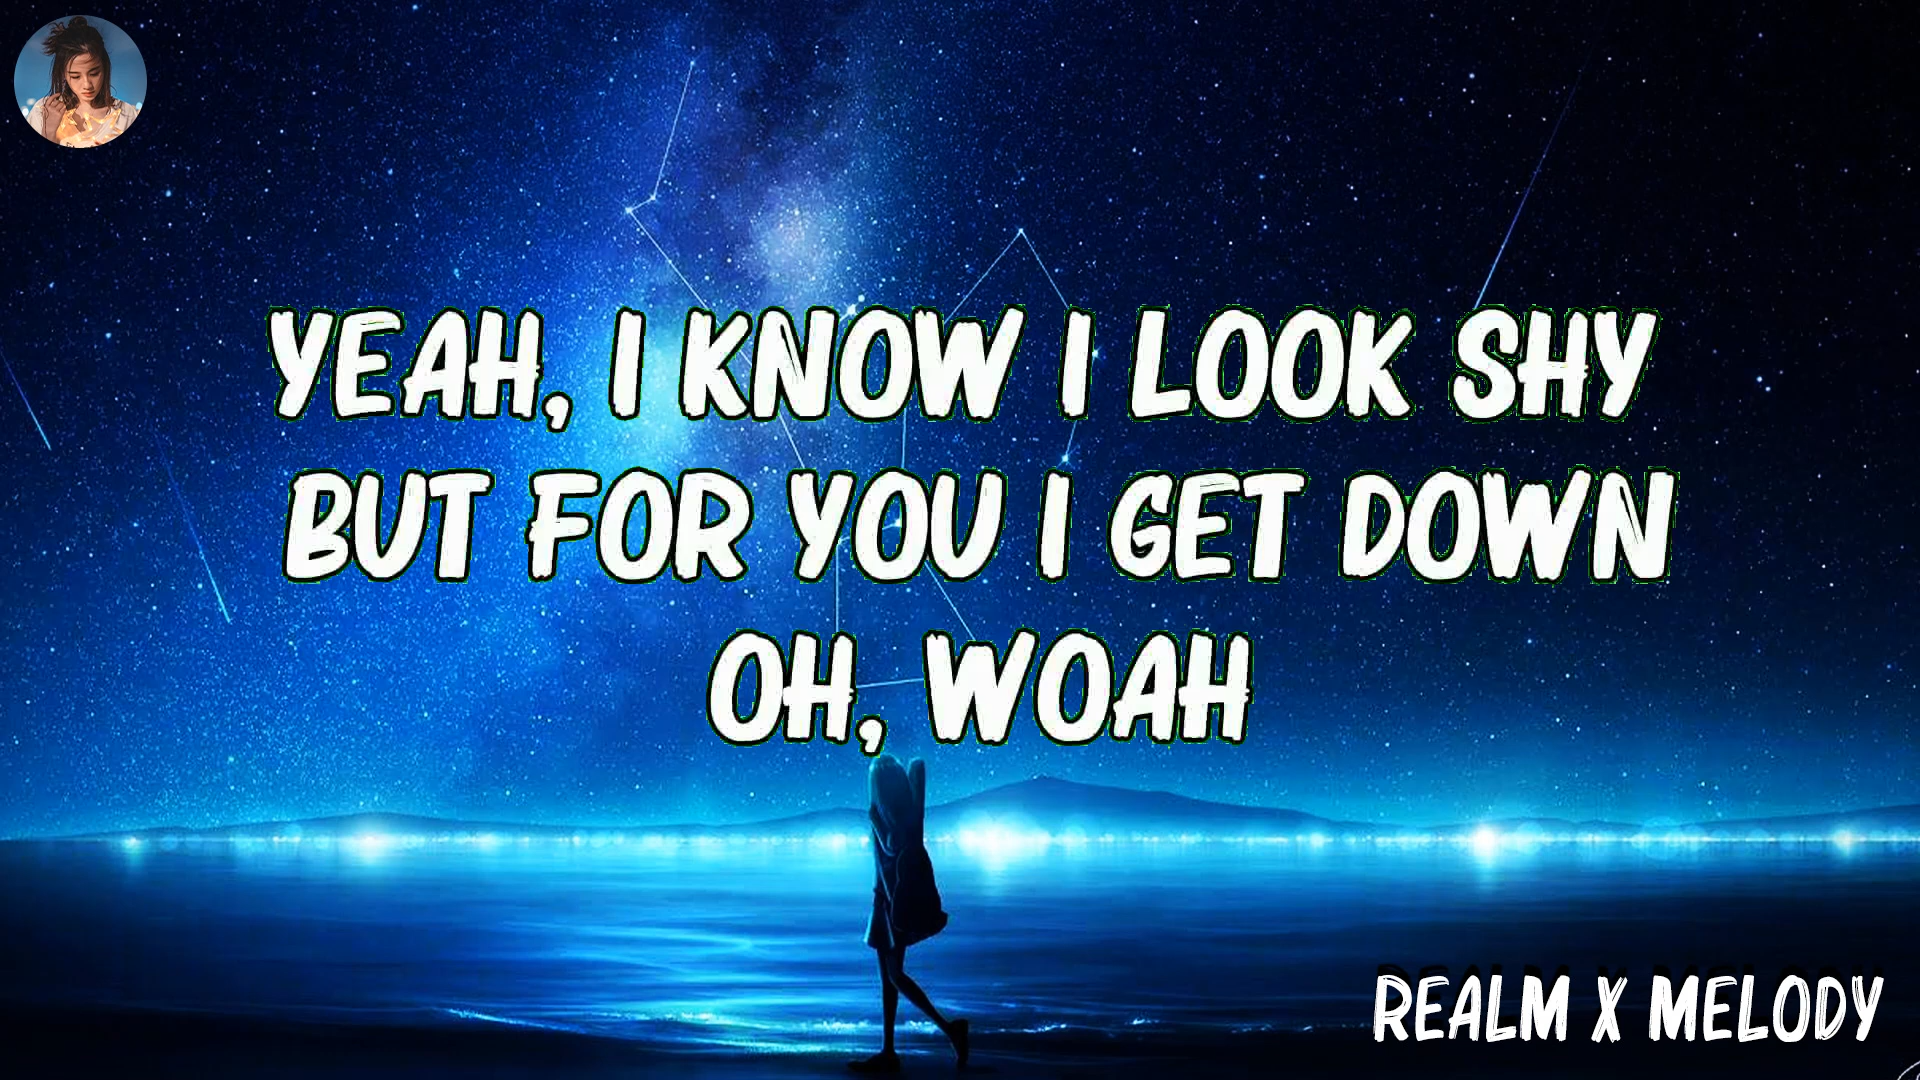 YEAH, I KNOW I LOOK SHY
BUT FOR YOU I GET DOWN
OH, WOAH
REALM X MELODY